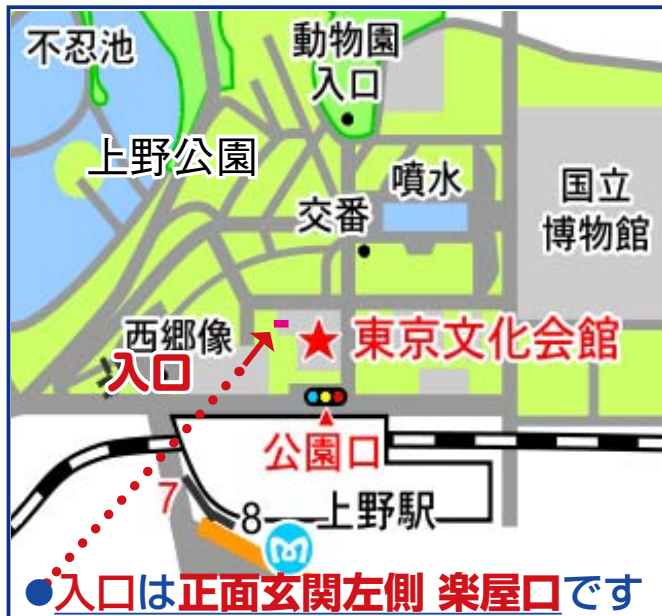 不忍池
動物園
入口
上野公園
噴水
国立
博物館
交番
西郷像
東京文化会館
入口
公園口
7
8
上野駅
●入口は正面玄関左側 楽屋口です